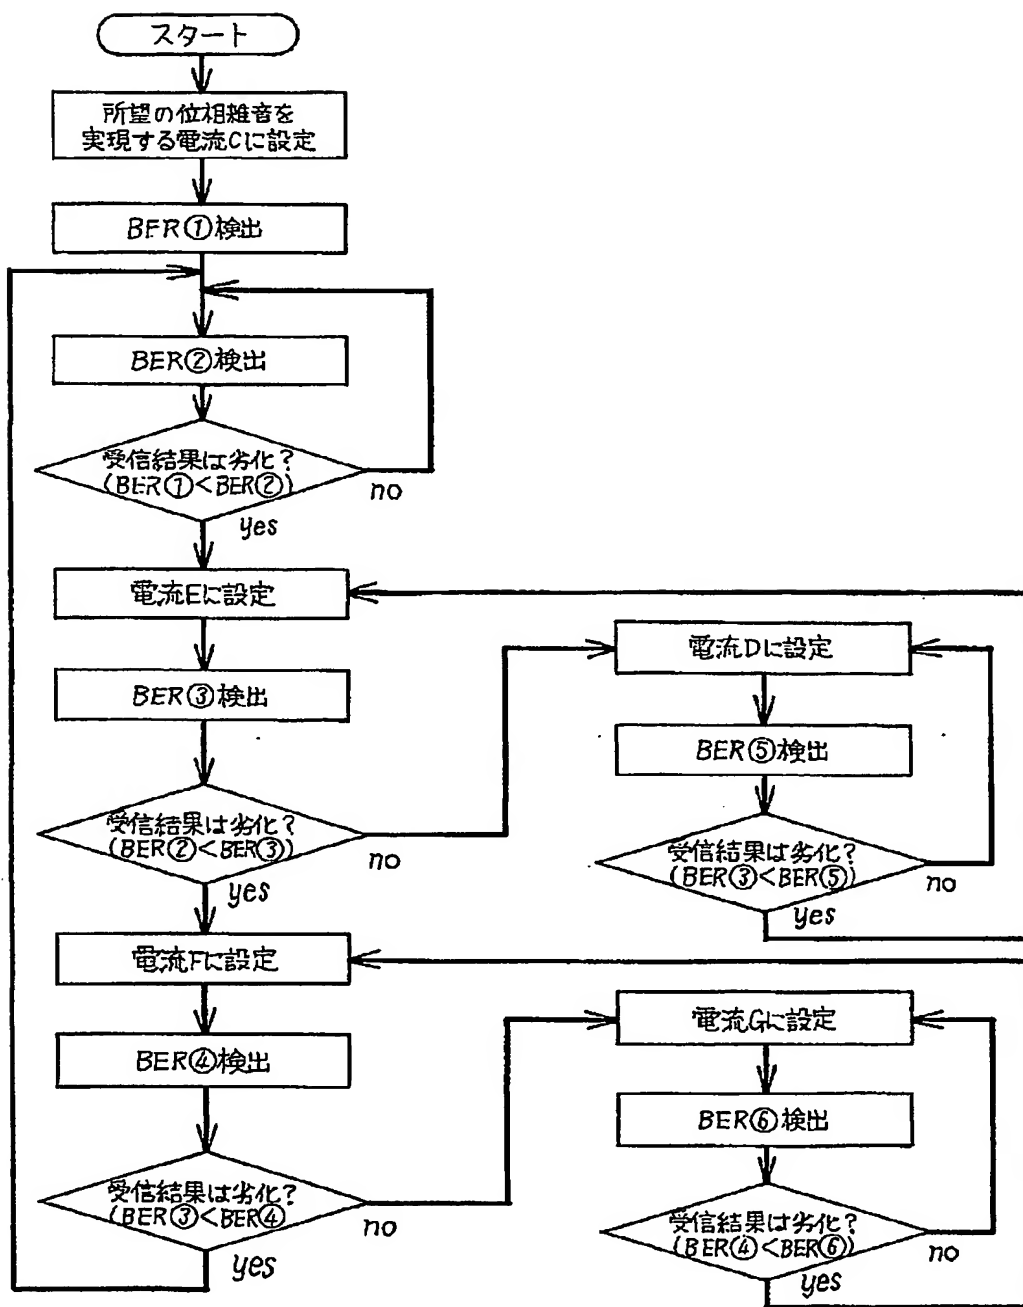 スタート
所望の位相雑音を
実現する電流Cに設定
BER①検出
BER②検出
受信結果は劣化?
(BER①<BER②)
no
yes
電流Eに設定
BER③検出
受信結果は劣化?
(BER②<BER③)
no
yes
電流Dに設定
BER⑤検出
受信結果は劣化?
(BER③<BER⑤)
no
yes
電流Fに設定
BER④検出
受信結果は劣化?
(BER③<BER④
no
yes
電流Gに設定
BER⑥検出
受信結果は劣化?
(BER④<BER⑥)
no
yes